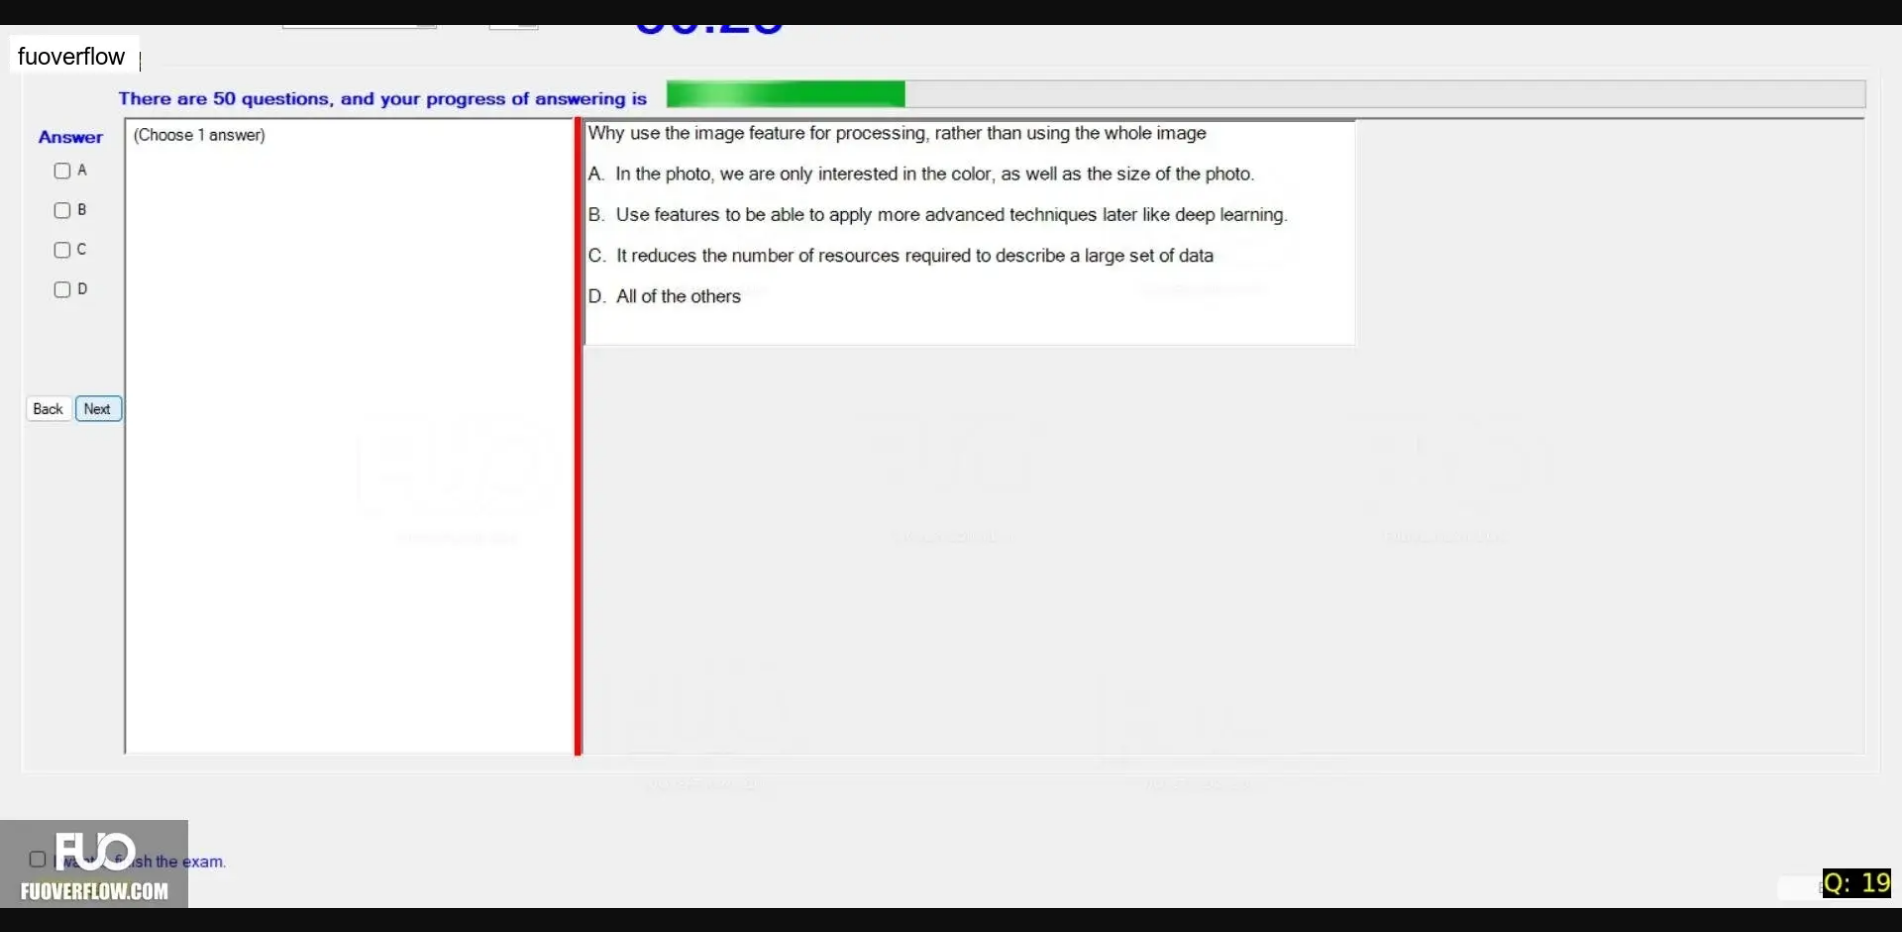 fuoverflow
There are 50 questions, and your progress of answering is
Answer
(Choose 1 answer)
A
B
C
D
Back
Next
Why use the image feature for processing, rather than using the whole image
A. In the photo, we are only interested in the color, as well as the size of the photo.
B. Use features to be able to apply more advanced techniques later like deep learning.
C. It reduces the number of resources required to describe a large set of data
D. All of the others
FUO
finish the exam.
FUOVERFLOW.COM
Q: 19